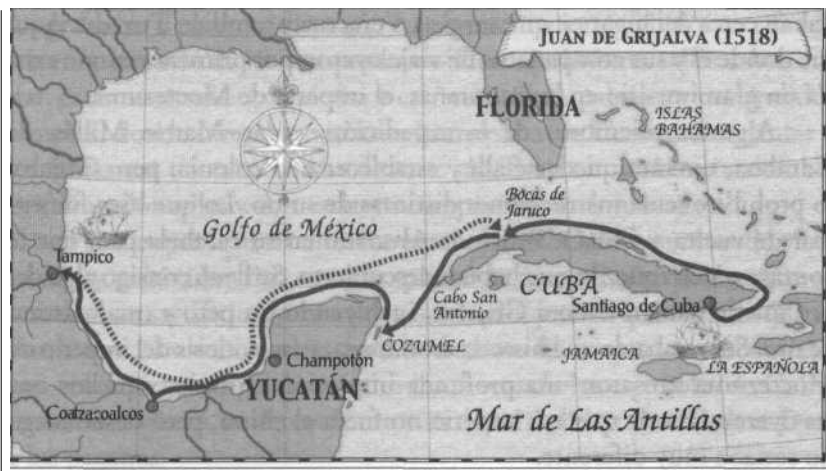 JUAN DE GRIJALVA (1518)
FLORIDA
ISLAS
BAHAMAS
Bocas de
Jaruco
Golfo de México
Tampico
CUBA
Cabo San
Antonio
Santiago de Cuba
COZUMEL
JAMAICA
LA ESPAÑOLA
Champotón
YUCATÁN
Coatzacoalcos
Mar de Las Antillas